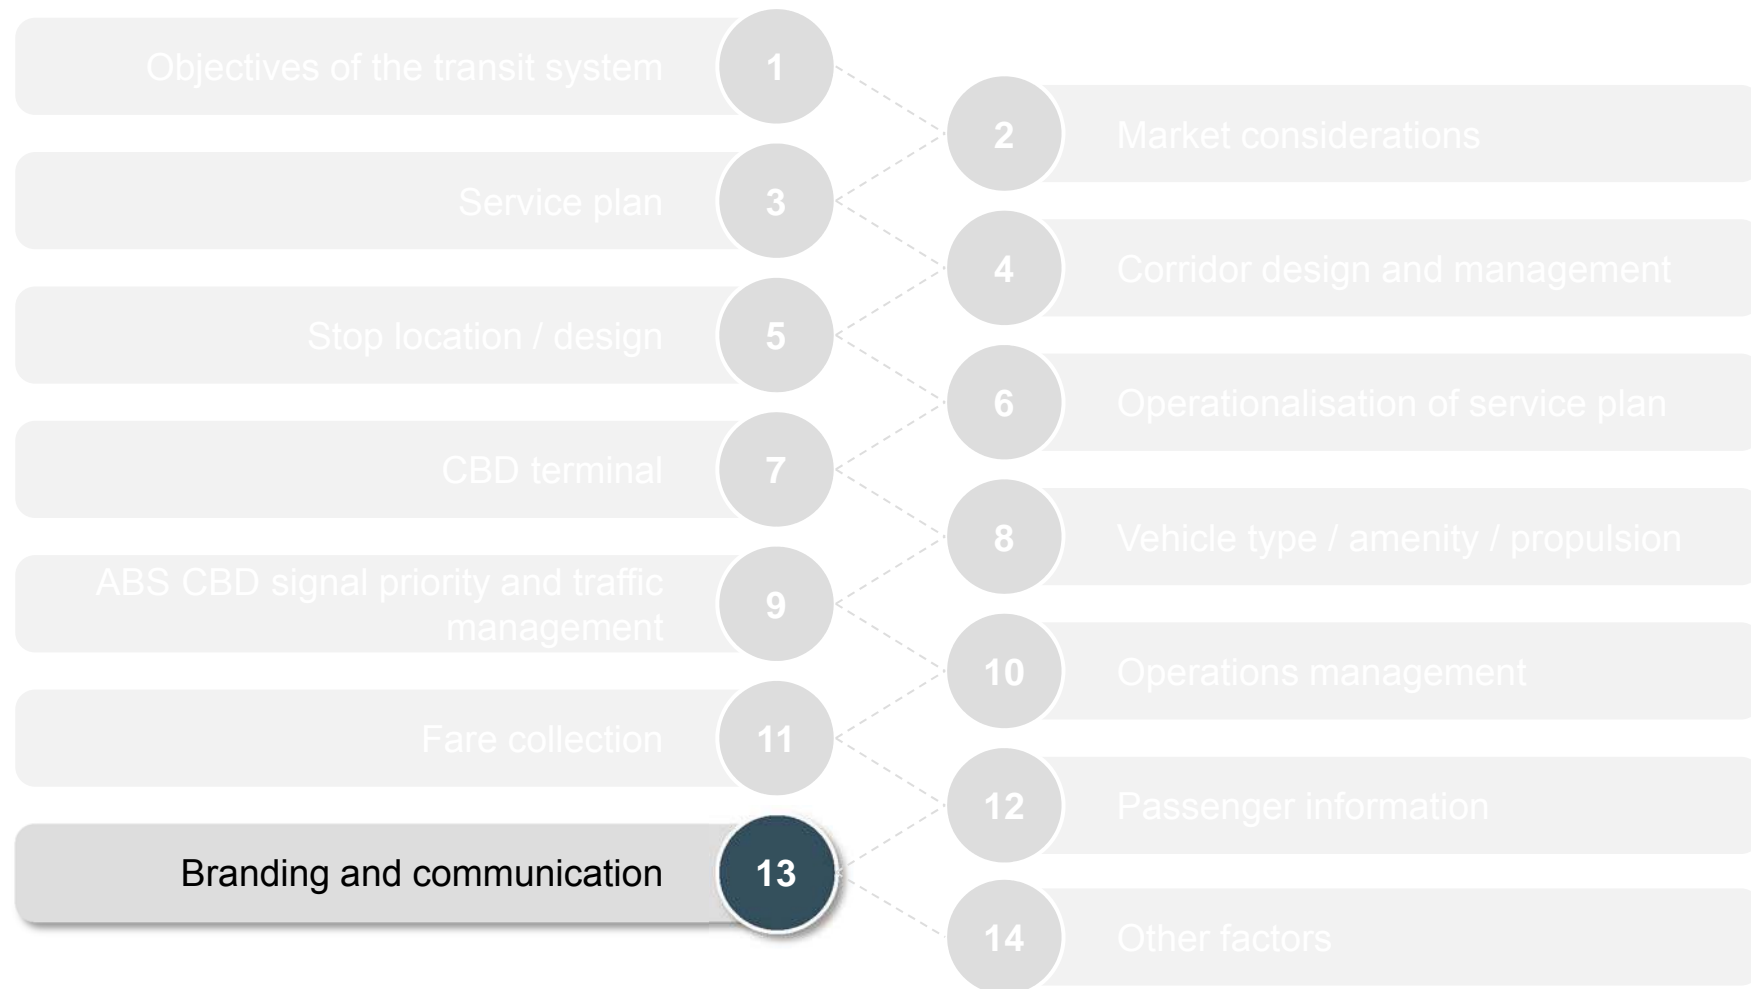 Objectives of the transit system
1
2
Market considerations
Service plan
3
4
Corridor design and management
Stop location / design
5
6
Operationalisation of service plan
CBD terminal
7
8
Vehicle type / amenity / propulsion
ABS CBD signal priority and traffic
management
9
10
Operations management
Fare collection
11
12
Passenger information
Branding and communication
13
14
Other factors